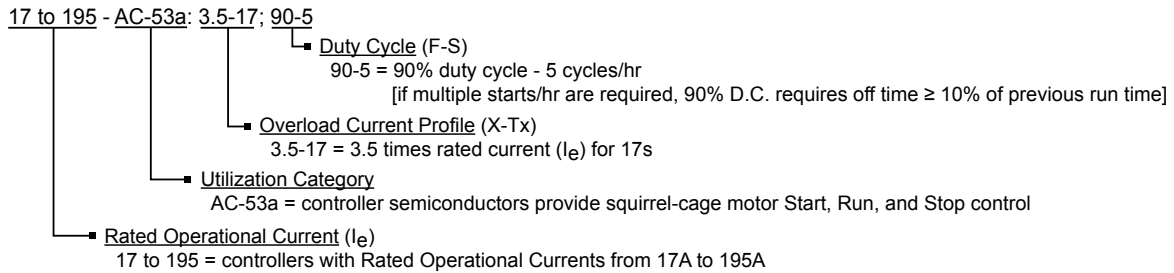 17 to 195 - AC-53a: 3.5-17; 90-5
Duty Cycle (F-S)
90-5 = 90% duty cycle - 5 cycles/hr
[if multiple starts/hr are required, 90% D.C. requires off time ≥ 10% of previous run time]
Overload Current Profile (X-Tx)
3.5-17 = 3.5 times rated current (Ie) for 17s
Utilization Category
AC-53a = controller semiconductors provide squirrel-cage motor Start, Run, and Stop control
Rated Operational Current (Ie)
17 to 195 = controllers with Rated Operational Currents from 17A to 195A